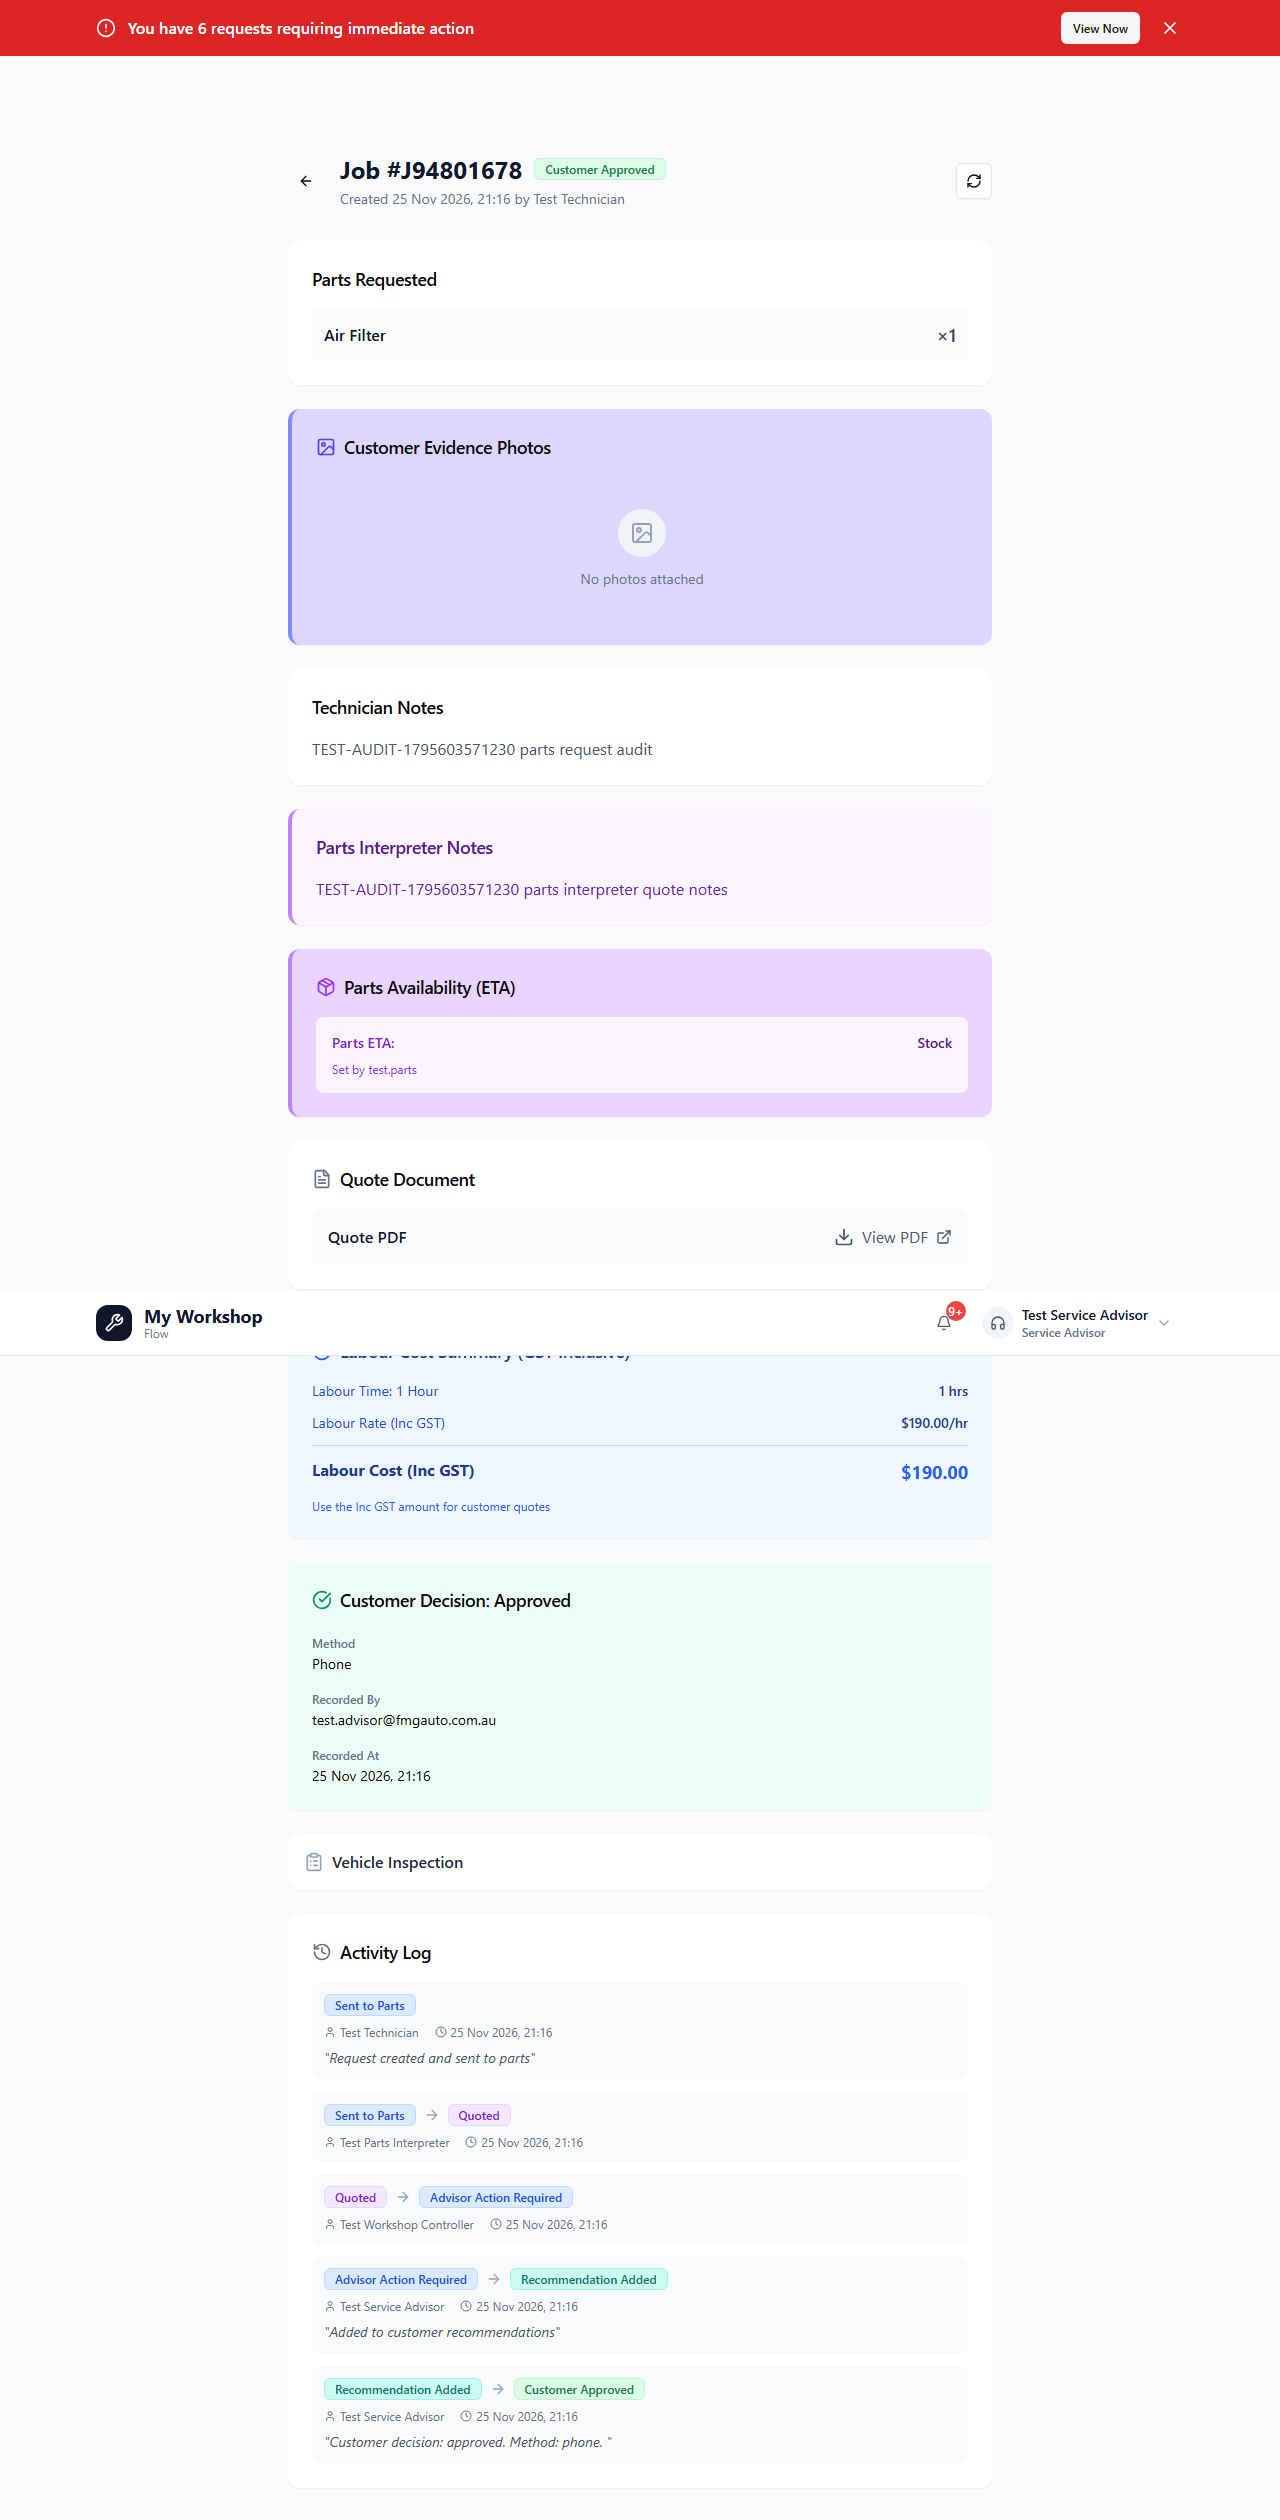 You have 6 requests requiring immediate action
View Now
Job #J94801678
Customer Approved
Created 25 Nov 2026, 21:16 by Test Technician
Parts Requested
Air Filter
×1
Customer Evidence Photos
No photos attached
Technician Notes
TEST-AUDIT-1795603571230 parts request audit
Parts Interpreter Notes
TEST-AUDIT-1795603571230 parts interpreter quote notes
Parts Availability (ETA)
Parts ETA:
Stock
Set by test.parts
Quote Document
Quote PDF
View PDF
My Workshop
Flow
9+
Test Service Advisor
Service Advisor
Labour Cost Summary (GST Inclusive)
Labour Time: 1 Hour
1 hrs
Labour Rate (Inc GST)
$190.00/hr
Labour Cost (Inc GST)
$190.00
Use the Inc GST amount for customer quotes
Customer Decision: Approved
Method
Phone
Recorded By
test.advisor@fmgauto.com.au
Recorded At
25 Nov 2026, 21:16
Vehicle Inspection
Activity Log
Sent to Parts
Test Technician 25 Nov 2026, 21:16
"Request created and sent to parts"
Sent to Parts → Quoted
Test Parts Interpreter 25 Nov 2026, 21:16
Quoted → Advisor Action Required
Test Workshop Controller 25 Nov 2026, 21:16
Advisor Action Required → Recommendation Added
Test Service Advisor 25 Nov 2026, 21:16
"Added to customer recommendations"
Recommendation Added → Customer Approved
Test Service Advisor 25 Nov 2026, 21:16
"Customer decision: approved. Method: phone. "